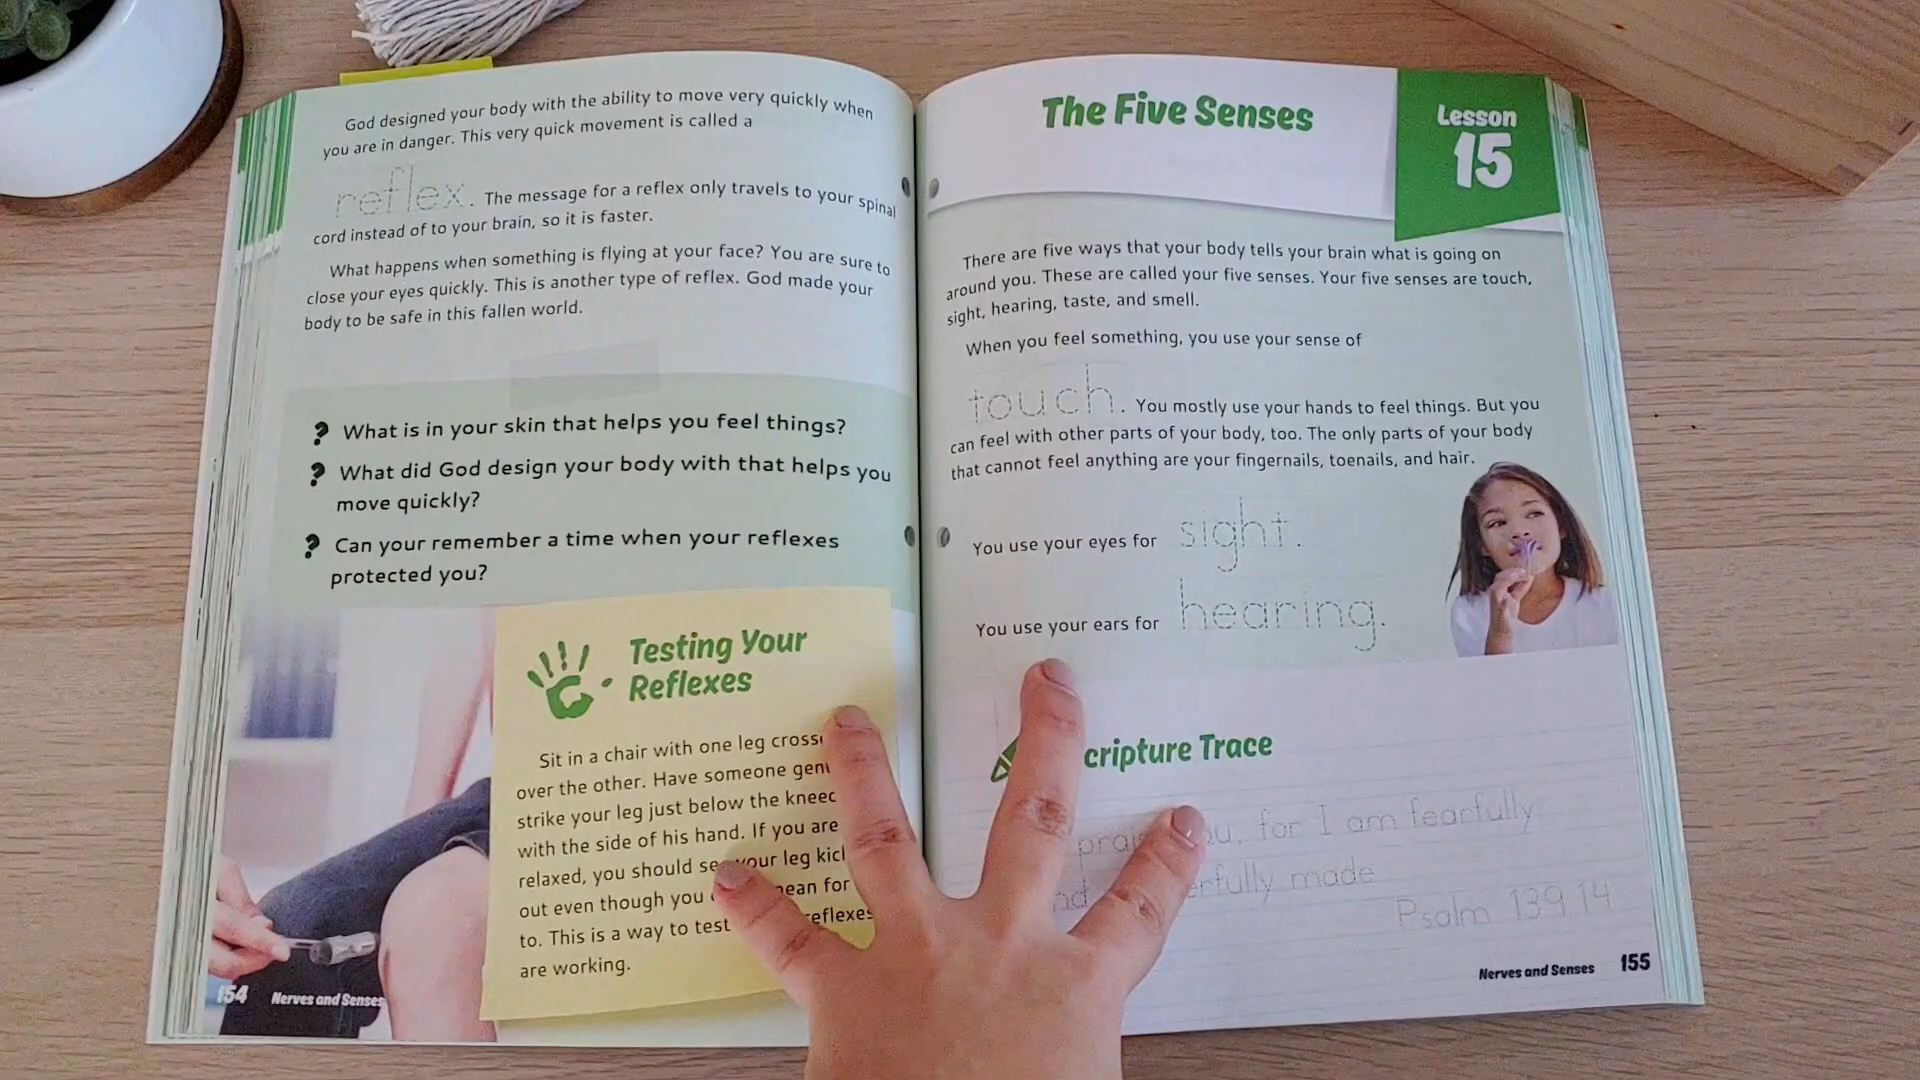 God designed your body with the ability to move very quickly when
you are in danger. This very quick movement is called a
reflex. The message for a reflex only travels to your spinal
cord instead of to your brain, so it is faster.
What happens when something is flying at your face? You are sure to
close your eyes quickly. This is another type of reflex. God made your
body to be safe in this fallen world.
? What is in your skin that helps you feel things?
? What did God design your body with that helps you
move quickly?
? Can your remember a time when your reflexes
protected you?
Testing Your
Reflexes
Sit in a chair with one leg
over the other. Have someone
strike your leg just below the
with the side of his hand. If you are
relaxed, you should your leg
out even though you for
to. This is a way to test reflexes
are working.
154 Nerves and Senses
The Five Senses
Lesson
15
There are five ways that your body tells your brain what is going on
around you. These are called your five senses. Your five senses are touch,
sight, hearing, taste, and smell.
When you feel something, you use your sense of
touch. You mostly use your hands to feel things. But you
can feel with other parts of your body, too. The only parts of your body
that cannot feel anything are your fingernails, toenails, and hair.
You use your eyes for sight.
You use your ears for hearing.
Trace
for I am fearfully
made
Psalm 139 14
Nerves and Senses 155